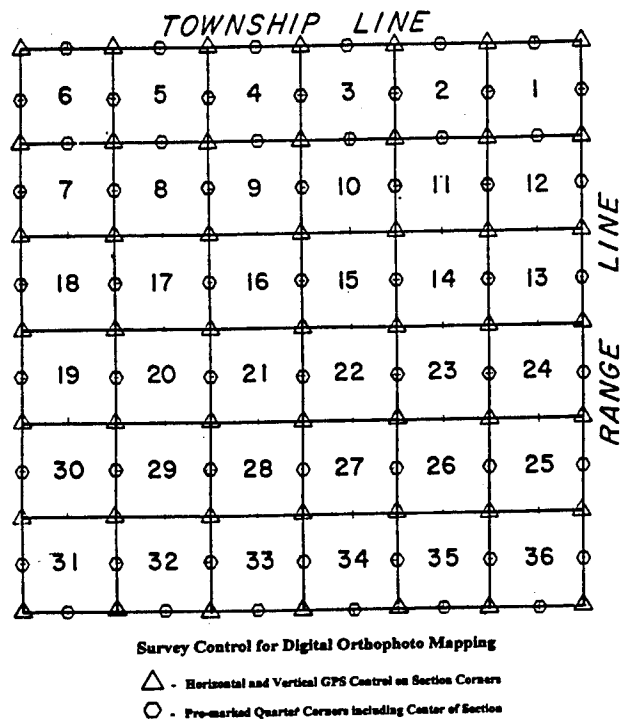 TOWNSHIP LINE
6 5 4 3 2 1
7 8 9 10 11 12
18 17 16 15 14 13
19 20 21 22 23 24
30 29 28 27 26 25
31 32 33 34 35 36
RANGE LINE
Survey Control for Digital Orthophoto Mapping
- Horizontal and Vertical GPS Control on Section Corners
- Pre-marked Quarter Corners including Center of Section